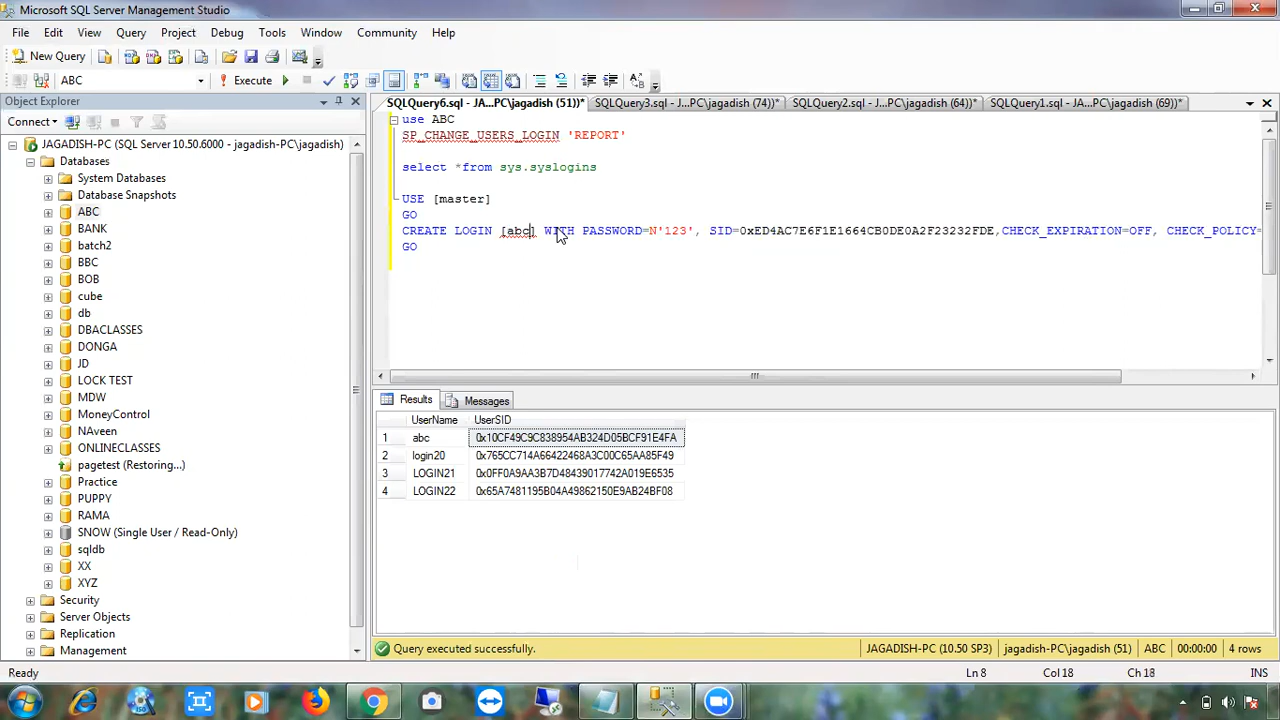 Microsoft SQL Server Management Studio
File Edit View Query Project Debug Tools Window Community Help
New Query
ABC Execute
Object Explorer
SQLQuery6.sql - JA...PC\jagadish (51))* SQLQuery3.sql - J...PC\jagadish (74))* SQLQuery2.sql - J...PC\jagadish (64))* SQLQuery1.sql - JA...PC\jagadish (69))*
Connect
JAGADISH-PC (SQL Server 10.50.6000 - jagadish-PC\jagadish)
Databases
System Databases
Database Snapshots
ABC
BANK
batch2
BBC
BOB
cube
db
DBACLASSES
DONGA
JD
LOCK TEST
MDW
MoneyControl
NAveen
ONLINECLASSES
pagetest (Restoring...)
Practice
PUPPY
RAMA
SNOW (Single User / Read-Only)
sqldb
XX
XYZ
Security
Server Objects
Replication
Management
use ABC
SP_CHANGE_USERS_LOGIN 'REPORT'
select *from sys.syslogins
USE [master]
GO
CREATE LOGIN [abc] WITH PASSWORD=N'123', SID=0xED4AC7E6F1E1664CB0DE0A2F23232FDE,CHECK_EXPIRATION=OFF, CHECK_POLICY=
GO
Results Messages
UserName UserSID
1 abc 0x10CF49C9C838954AB324D05BCF91E4FA
2 login20 0x765CC714A66422468A3C00C65AA85F49
3 LOGIN21 0x0FF0A9AA3B7D48439017742A019E6535
4 LOGIN22 0x65A7481195B04A49862150E9AB24BF08
Query executed successfully. JAGADISH-PC (10.50 SP3) jagadish-PC\jagadish (51) ABC 00:00:00 4 rows
Ready Ln 8 Col 18 Ch 18 INS